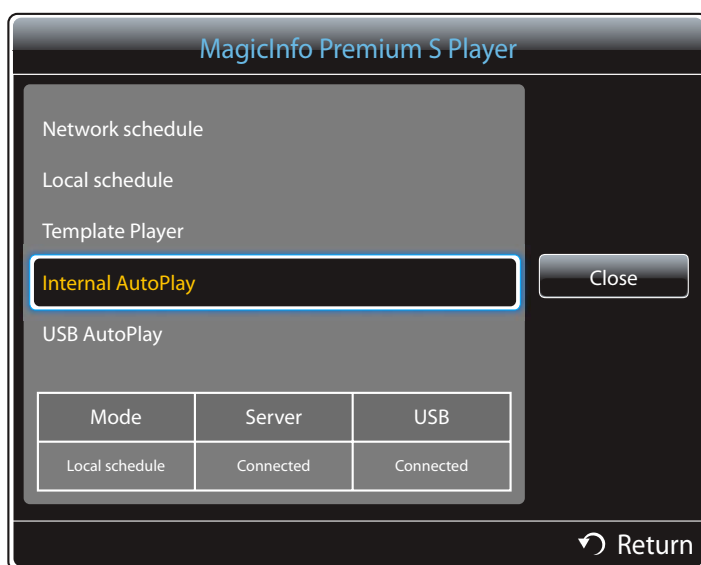 MagicInfo Premium S Player
Network schedule
Local schedule
Template Player
Internal AutoPlay
Close
USB AutoPlay
Mode Server USB
Local schedule Connected Connected
Return